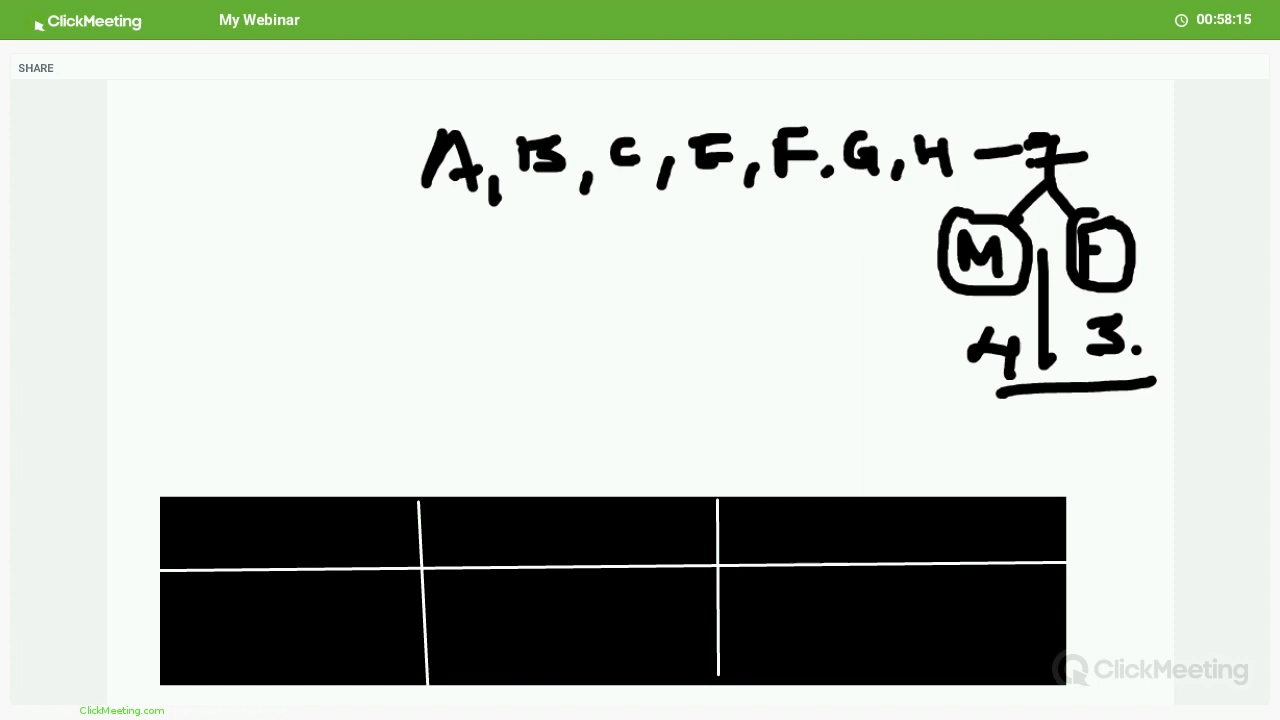 ClickMeeting My Webinar 00:58:15
SHARE
A, B, C, E, F. G, H - 7
M F
4 3.
ClickMeeting
ClickMeeting.com